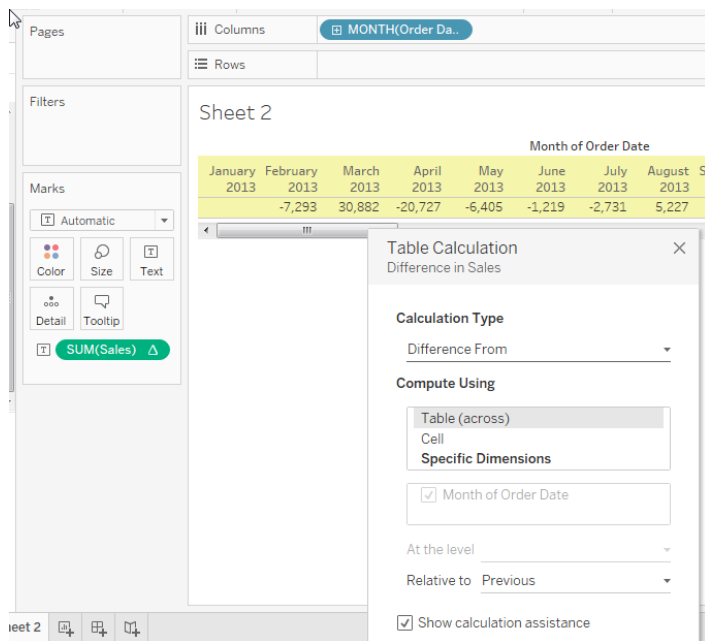 Pages
iii Columns
MONTH(Order Da..
Rows
Filters
Sheet 2
Month of Order Date
January 2013 February 2013 March 2013 April 2013 May 2013 June 2013 July 2013 August 2013 S
-7,293 30,882 -20,727 -6,405 -1,219 -2,731 5,227
Marks
T Automatic
Color Size T Text
Detail Tooltip
T SUM(Sales) Δ
Table Calculation
Difference in Sales
Calculation Type
Difference From
Compute Using
Table (across)
Cell
Specific Dimensions
Month of Order Date
At the level
Relative to Previous
Show calculation assistance
eet 2